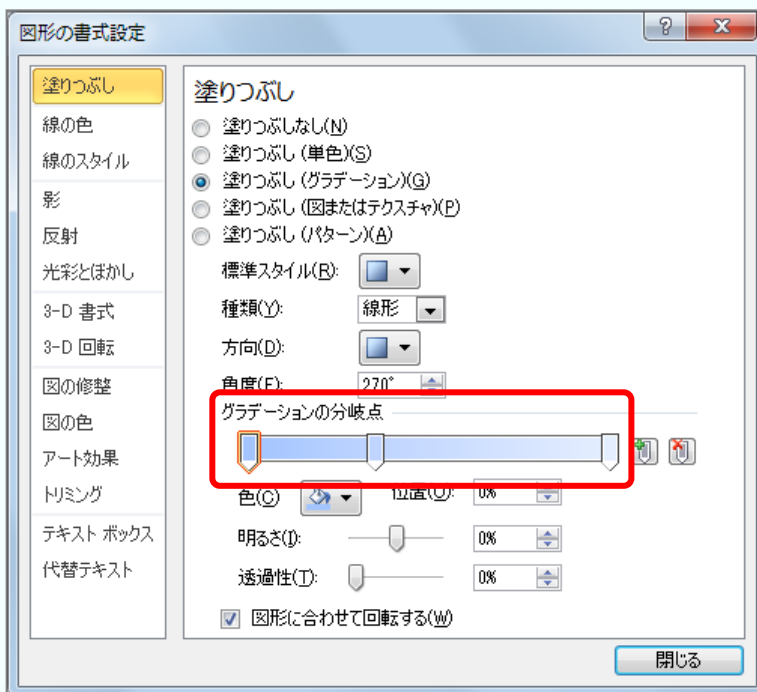 図形の書式設定
塗りつぶし
線の色
線のスタイル
影
反射
光彩とぼかし
3-D 書式
3-D 回転
図の修整
図の色
アート効果
トリミング
テキスト ボックス
代替テキスト
塗りつぶし
塗りつぶしなし(N)
塗りつぶし (単色)(S)
塗りつぶし (グラデーション)(G)
塗りつぶし (図またはテクスチャ)(P)
塗りつぶし (パターン)(A)
標準スタイル(R):
種類(Y): 線形
方向(D):
角度(E): 270°
グラデーションの分岐点
色(C) 位置(O): 0%
明るさ(I): 0%
透過性(T): 0%
図形に合わせて回転する(W)
閉じる